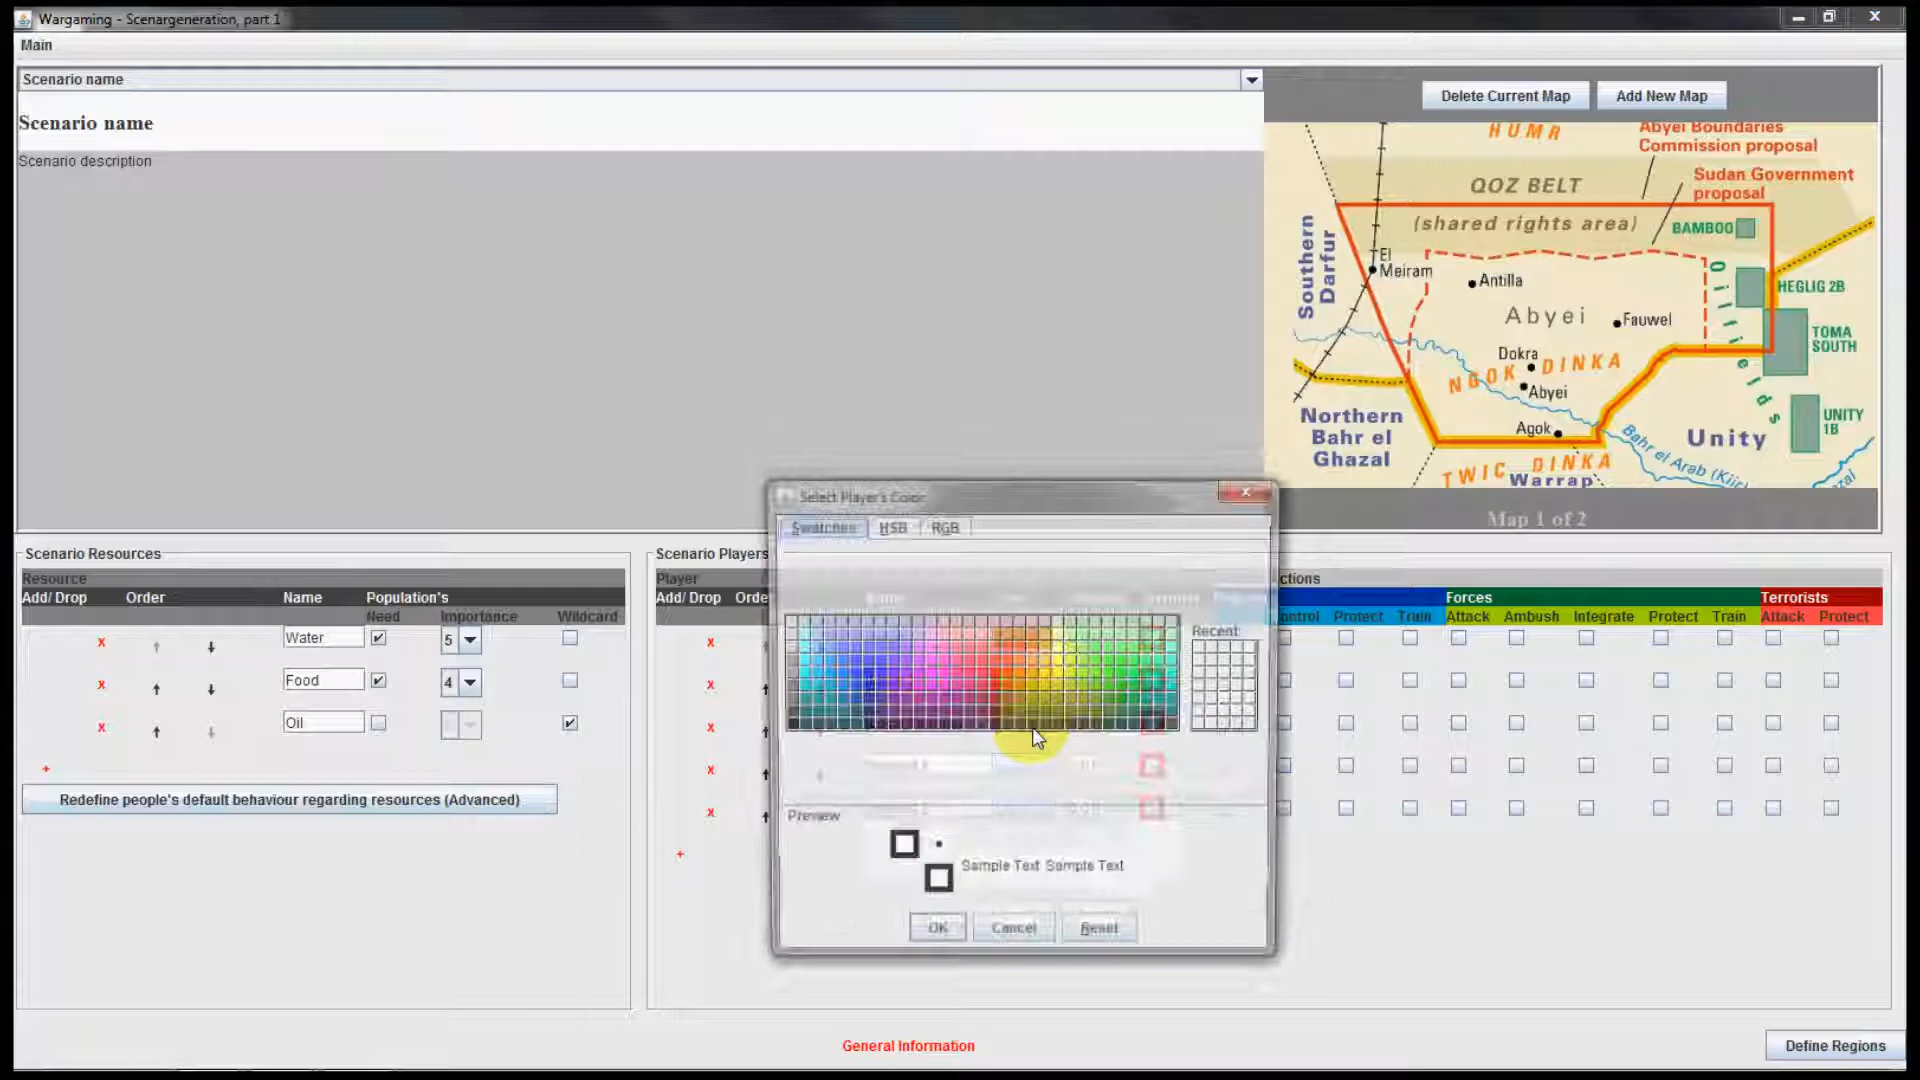 Wargaming - Scenargeneration, part 1
Main
Scenario name
Scenario name
Scenario description
Delete Current Map
Add New Map
HUMR
Abyei Boundaries
Commission proposal
Sudan Government
proposal
QOZ BELT
(shared rights area)
BAMBOO
Southern
Darfur
El
Meiram
Antilla
HEGLIG 2B
Oilfields
Abyei
Fauwel
TOMA
SOUTH
Dokra
NGOK DINKA
Abyei
Northern
Bahr el
Ghazal
Agok
Unity
UNITY
1B
Bahr el Arab (Kiir)
TWIC DINKA
Warrap
Map 1 of 2
Select Player's Color
Swatches
HSB
RGB
Recent:
Preview
Sample Text Sample Text
OK
Cancel
Reset
Scenario Resources
Resource
Add/ Drop Order Name Population's
Need Importance Wildcard
x Water 5
x Food 4
x Oil
+
Redefine people's default behaviour regarding resources (Advanced)
Scenario Players
Player
Add/ Drop
x
x
x
x
x
+
Forces
Terrorists
Protect Train Attack Ambush Integrate Protect Train Attack Protect
General Information
Define Regions